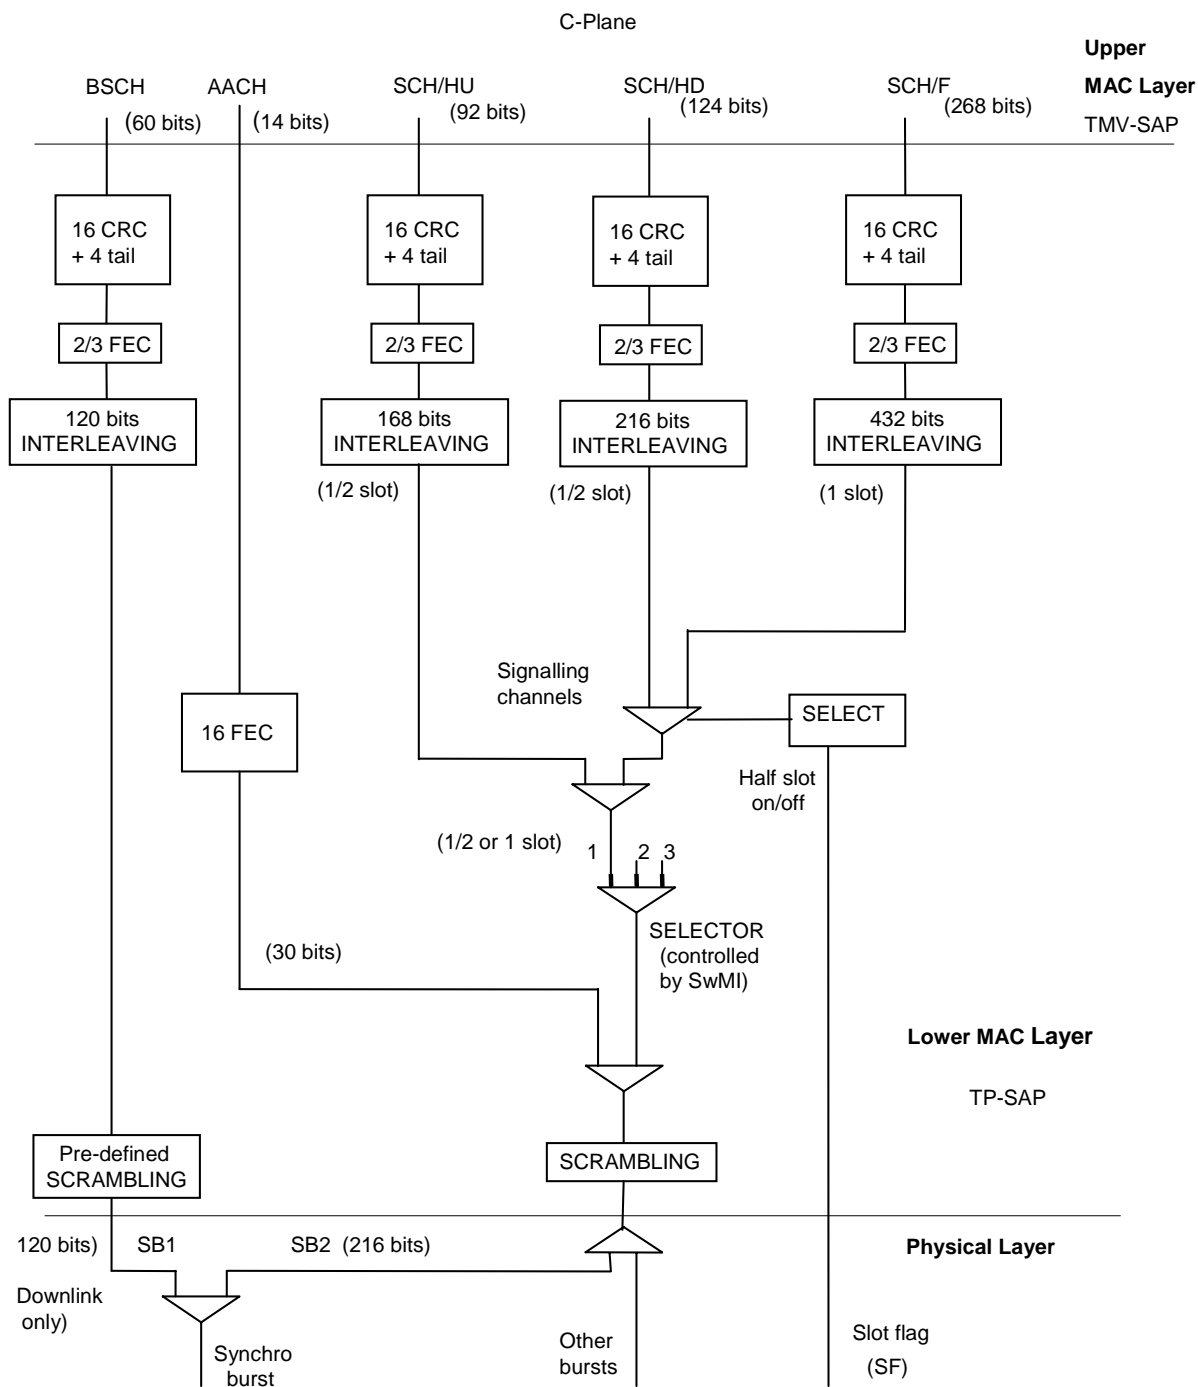 C-Plane
Upper
MAC Layer
TMV-SAP
BSCH
(60 bits)
AACH
(14 bits)
SCH/HU
(92 bits)
SCH/HD
(124 bits)
SCH/F
(268 bits)
16 CRC
+ 4 tail
16 CRC
+ 4 tail
16 CRC
+ 4 tail
16 CRC
+ 4 tail
2/3 FEC
2/3 FEC
2/3 FEC
2/3 FEC
120 bits
INTERLEAVING
168 bits
INTERLEAVING
216 bits
INTERLEAVING
432 bits
INTERLEAVING
(1/2 slot)
(1/2 slot)
(1 slot)
Signalling
channels
16 FEC
SELECT
Half slot
on/off
(1/2 or 1 slot)
1
2
3
SELECTOR
(controlled
by SwMI)
(30 bits)
Lower MAC Layer
TP-SAP
Pre-defined
SCRAMBLING
SCRAMBLING
120 bits)
SB1
SB2 (216 bits)
Physical Layer
Downlink
only)
Synchro
burst
Other
bursts
Slot flag
(SF)